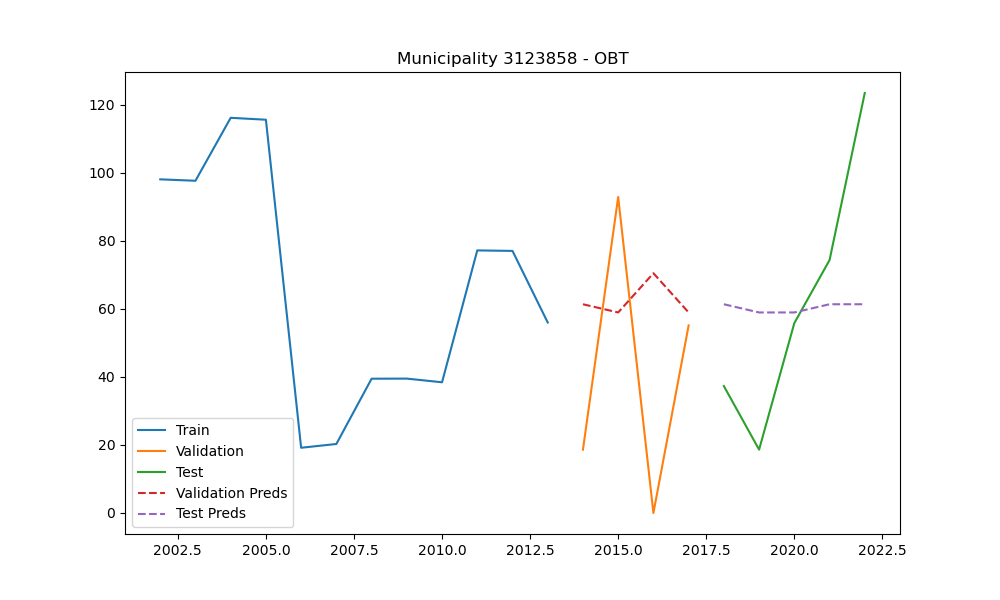 Municipality 3123858 - OBT
120
100
80
60
40
20
0
Train
Validation
Test
Validation Preds
Test Preds
2002.5 2005.0 2007.5 2010.0 2012.5 2015.0 2017.5 2020.0 2022.5